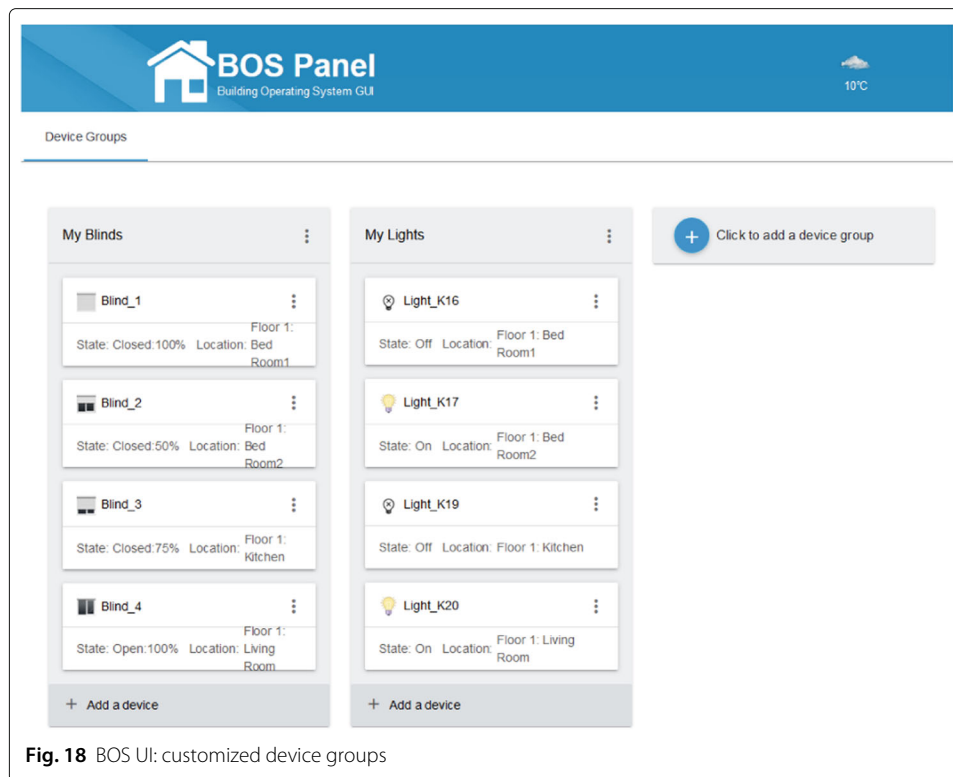 BOS Panel
Building Operating System GUI
10°C
Device Groups
My Blinds
Blind_1
State: Closed:100% Location: Floor 1:
Bed
Room1
Blind_2
State: Closed:50% Location: Floor 1:
Bed
Room2
Blind_3
State: Closed:75% Location: Floor 1:
Kitchen
Blind_4
State: Open:100% Location: Floor 1:
Living
Room
+ Add a device
My Lights
Light_K16
State: Off Location: Floor 1: Bed
Room1
Light_K17
State: On Location: Floor 1: Bed
Room2
Light_K19
State: Off Location: Floor 1: Kitchen
Light_K20
State: On Location: Floor 1: Living
Room
+ Add a device
+ Click to add a device group
Fig. 18 BOS UI: customized device groups